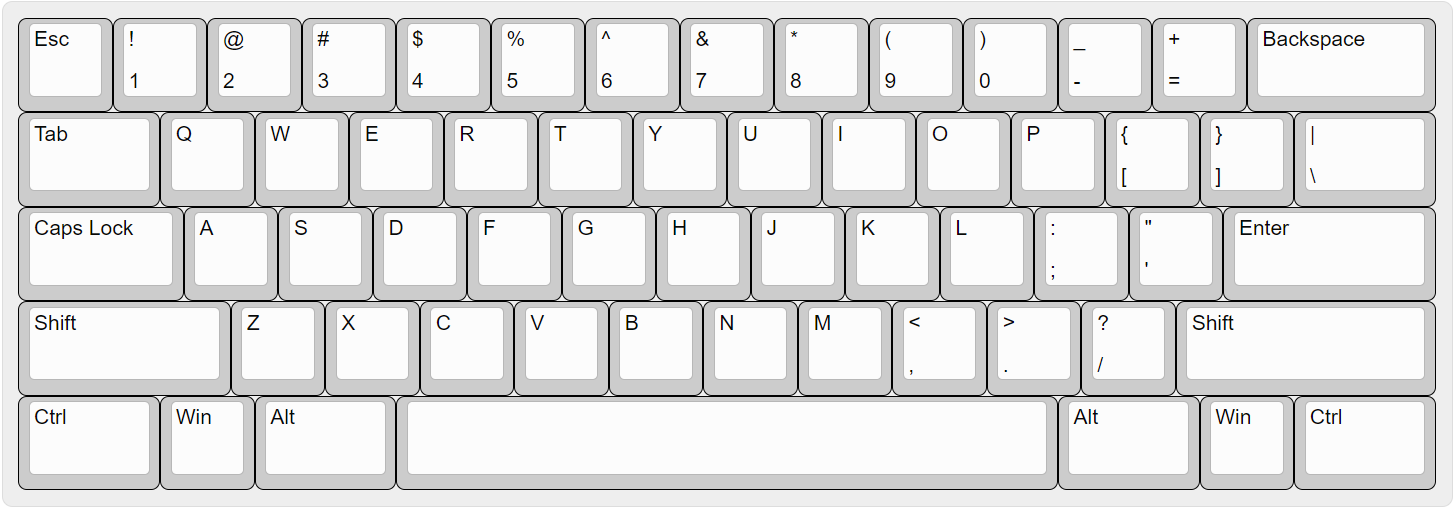 Esc ! @ # $ % ^ & * ( ) _ + Backspace
1 2 3 4 5 6 7 8 9 0 - =
Tab Q W E R T Y U I O P { } |
[ ] \
Caps Lock A S D F G H J K L : " Enter
; '
Shift Z X C V B N M < > ? Shift
, . /
Ctrl Win Alt Alt Win Ctrl